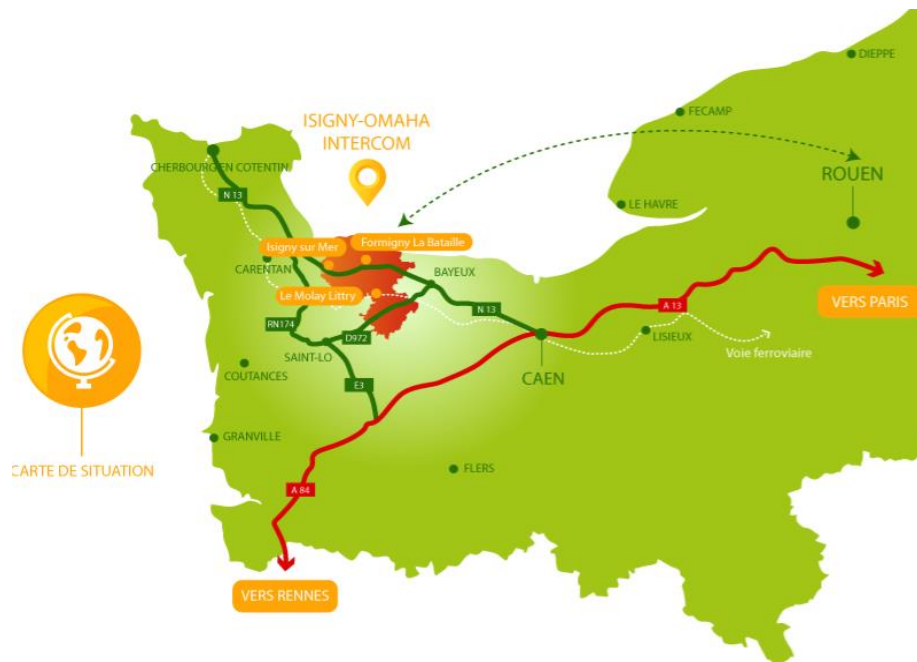 DIEPPE
FECAMP
ISIGNY-OMAHA
INTERCOM
CHERBOURG EN COTENTIN
ROUEN
N 13
LE HAVRE
Isigny sur Mer
Formigny La Bataille
CARENTAN
BAYEUX
Le Molay Littry
VERS PARIS
A 13
N 13
RN174
D972
LISIEUX
SAINT-LO
Voie ferroviaire
COUTANCES
E3
CAEN
GRANVILLE
FLERS
CARTE DE SITUATION
A 84
VERS RENNES